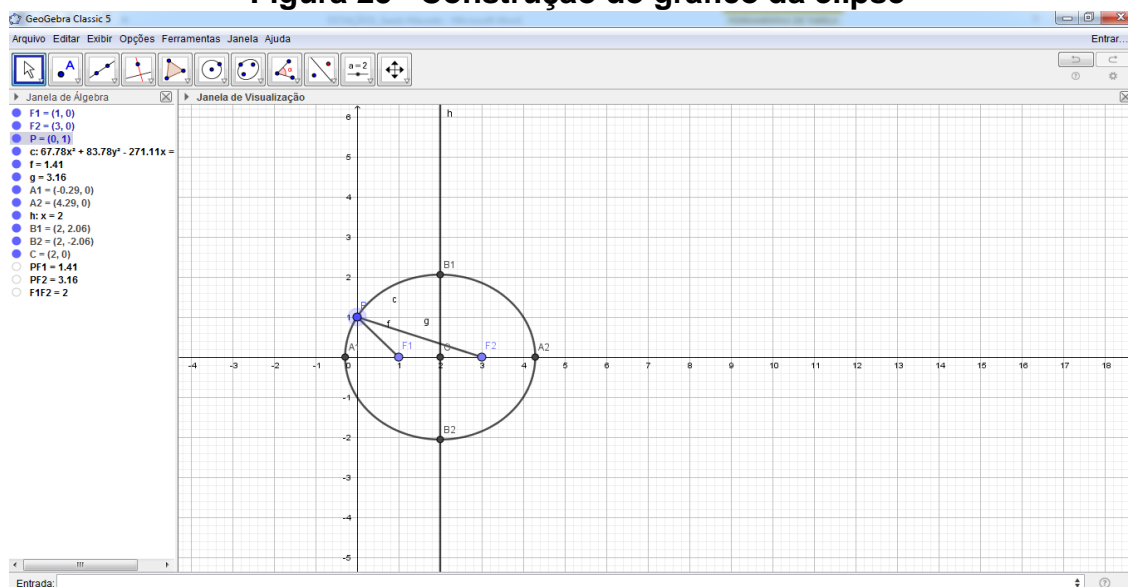 Figura 23 - Construção do gráfico da elipse
GeoGebra Classic 5
Arquivo Editar Exibir Opções Ferramentas Janela Ajuda
Entrar...
A
a = 2
Janela de Álgebra
Janela de Visualização
F1 = (1, 0)
F2 = (3, 0)
P = (0, 1)
c: 67.78x² + 83.78y² - 271.11x =
f = 1.41
g = 3.16
A1 = (-0.29, 0)
A2 = (4.29, 0)
h: x = 2
B1 = (2, 2.06)
B2 = (2, -2.06)
C = (2, 0)
PF1 = 1.41
PF2 = 3.16
F1F2 = 2
h
6
5
4
3
B1
2
c
P
1
f
g
A1
F1
C
F2
A2
-4 -3 -2 -1 0 1 2 3 4 5 6 7 8 9 10 11 12 13 14 15 16 17 18
-1
B2
-2
-3
-4
-5
Entrada: